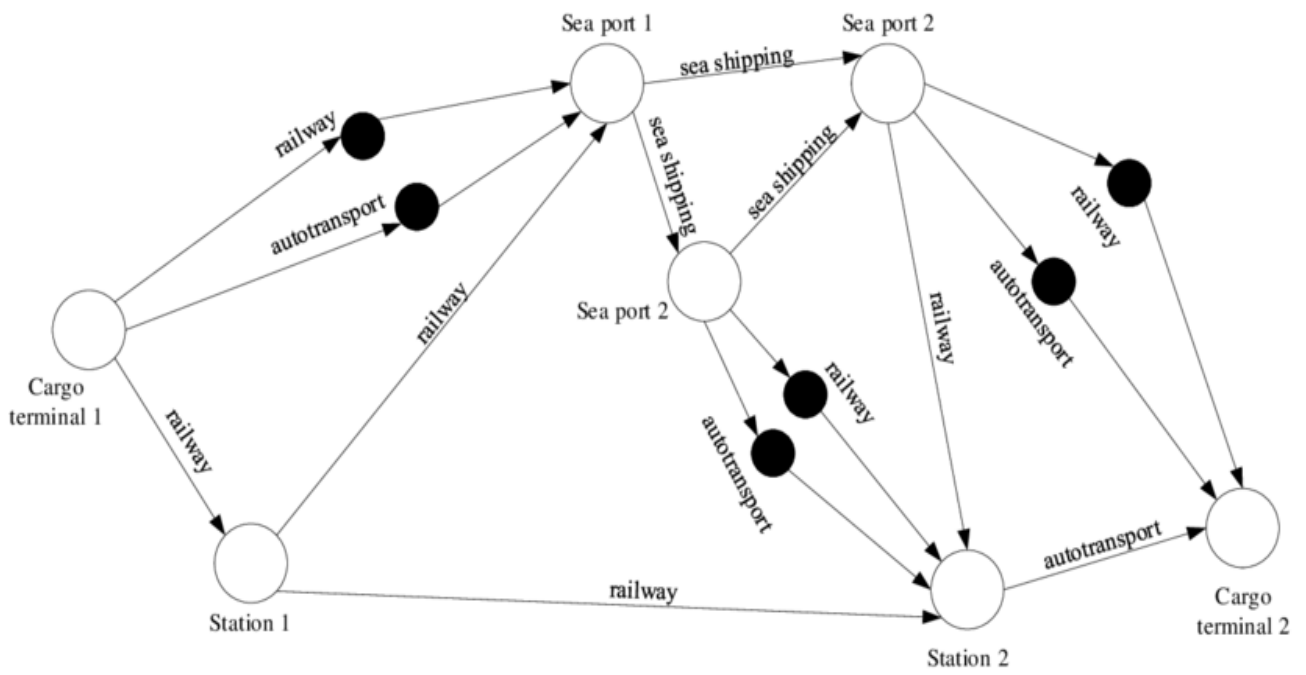 Sea port 1
Sea port 2
sea shipping
railway
sea shipping
sea shipping
autotransport
railway
railway
autotransport
railway
Sea port 2
railway
Cargo
terminal 1
railway
autotransport
autotransport
railway
Station 1
Station 2
Cargo
terminal 2